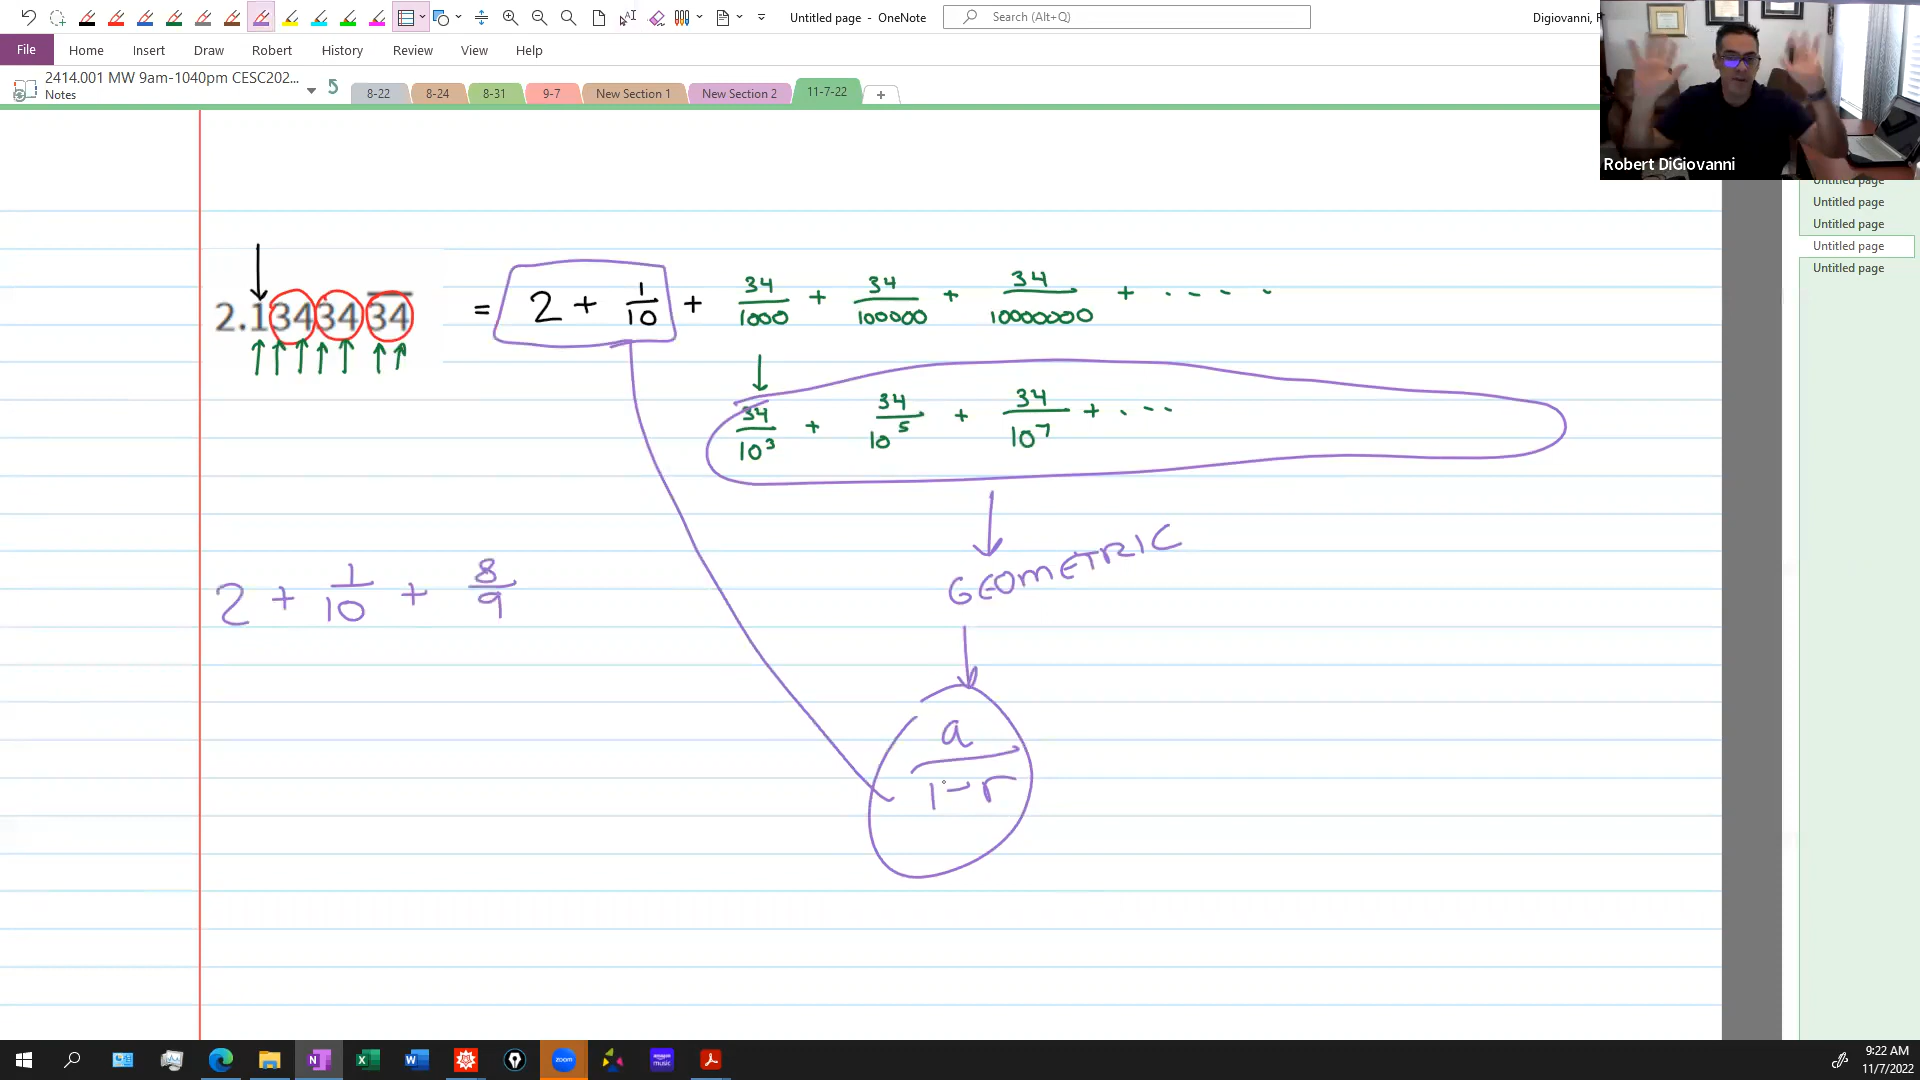 Untitled page - OneNote
Search (Alt+Q)
Digiovanni, R
File Home Insert Draw Robert History Review View Help
2414.001 MW 9am-1040pm CESC202...
Notes
8-22 8-24 8-31 9-7 New Section 1 New Section 2 11-7-22 +
Robert DiGiovanni
Untitled page
Untitled page
Untitled page
Untitled page
Untitled page
2.1343434 = 2 + 1/10 + 34/1000 + 34/100000 + 34/10000000 + .....
34/10³ + 34/10⁵ + 34/10⁷ + ...
GEOMETRIC
2 + 1/10 + 8/9
a/1-r
9:22 AM
11/7/2022